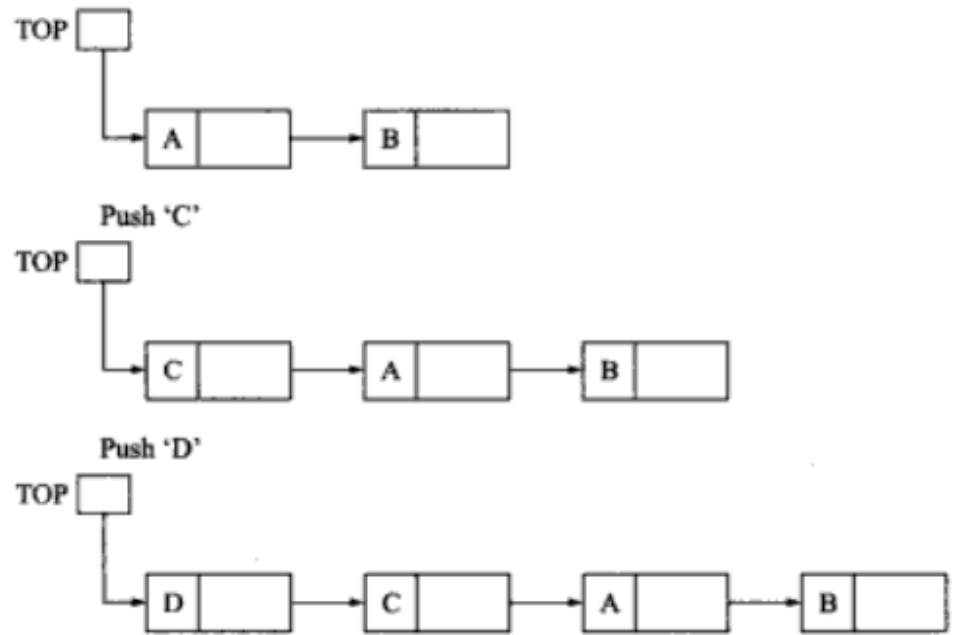 TOP
A B
Push ‘C’
TOP
C A B
Push ‘D’
TOP
D C A B